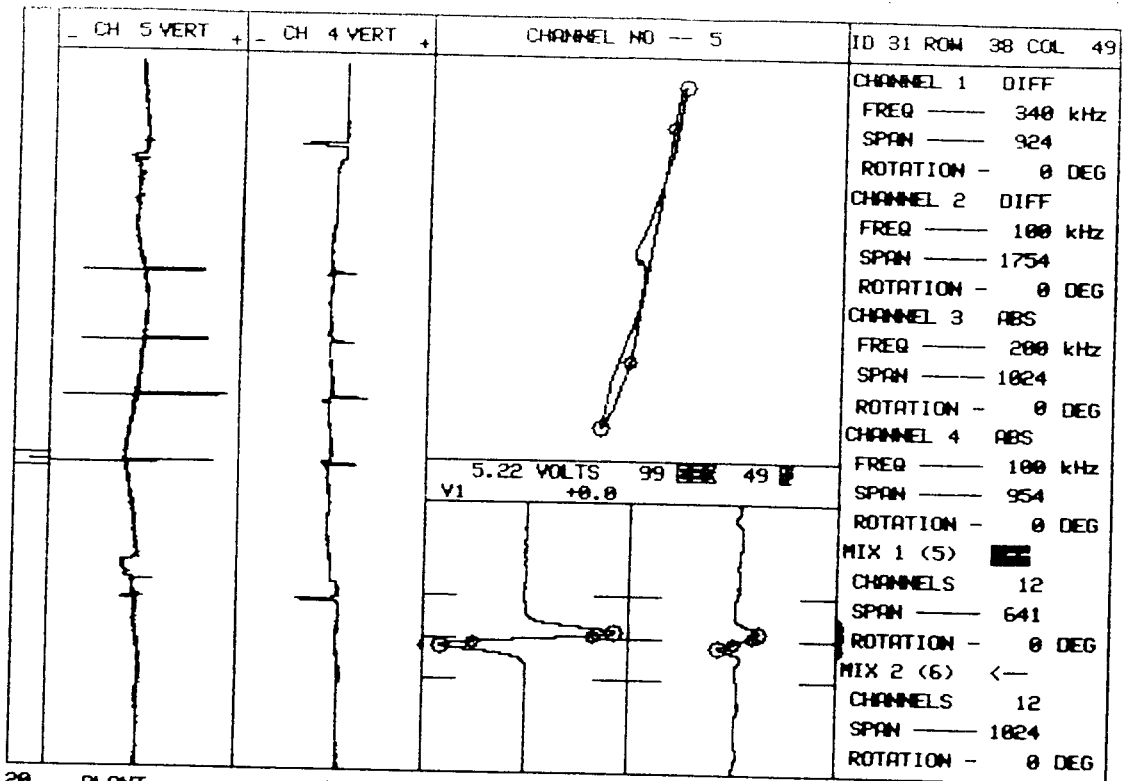 _ CH 5 VERT +
_ CH 4 VERT +
CHANNEL NO -- 5
5.22 VOLTS 99 49
V1 +0.0
ID 31 ROW 38 COL 49
CHANNEL 1 DIFF
FREQ —— 340 kHz
SPAN —— 924
ROTATION - 0 DEG
CHANNEL 2 DIFF
FREQ —— 100 kHz
SPAN —— 1754
ROTATION - 0 DEG
CHANNEL 3 ABS
FREQ —— 200 kHz
SPAN —— 1024
ROTATION - 0 DEG
CHANNEL 4 ABS
FREQ —— 100 kHz
SPAN —— 954
ROTATION - 0 DEG
MIX 1 (5)
CHANNELS 12
SPAN —— 641
ROTATION - 0 DEG
MIX 2 (6) <—
CHANNELS 12
SPAN —— 1024
ROTATION - 0 DEG
20 PLANT